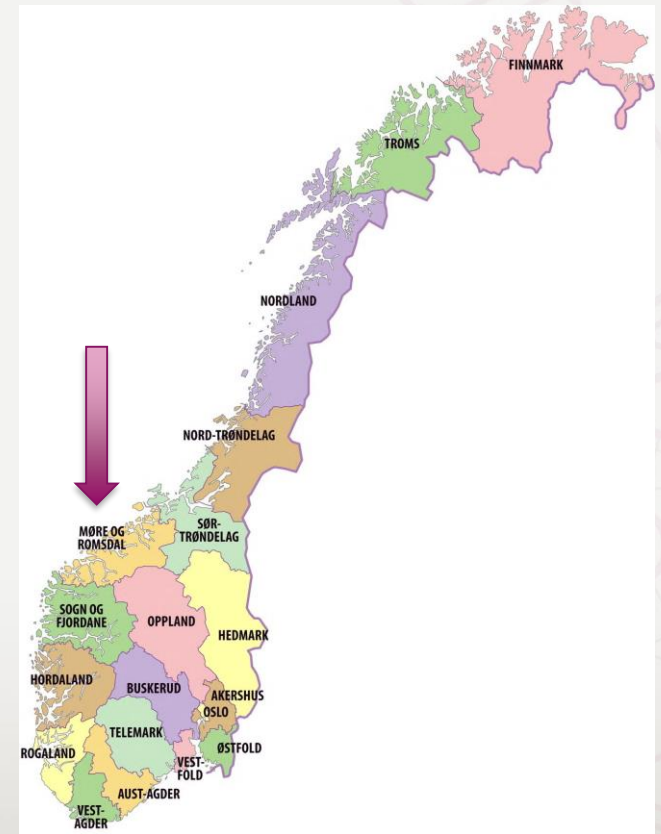 FINNMARK
TROMS
NORDLAND
NORD-TRØNDELAG
SØR-
TRØNDELAG
MØRE OG
ROMSDAL
SOGN OG
FJORDANE
OPPLAND
HEDMARK
HORDALAND
BUSKERUD
AKERSHUS
OSLO
TELEMARK
ROGALAND
VEST-
FOLD
ØSTFOLD
AUST-AGDER
VEST-
AGDER